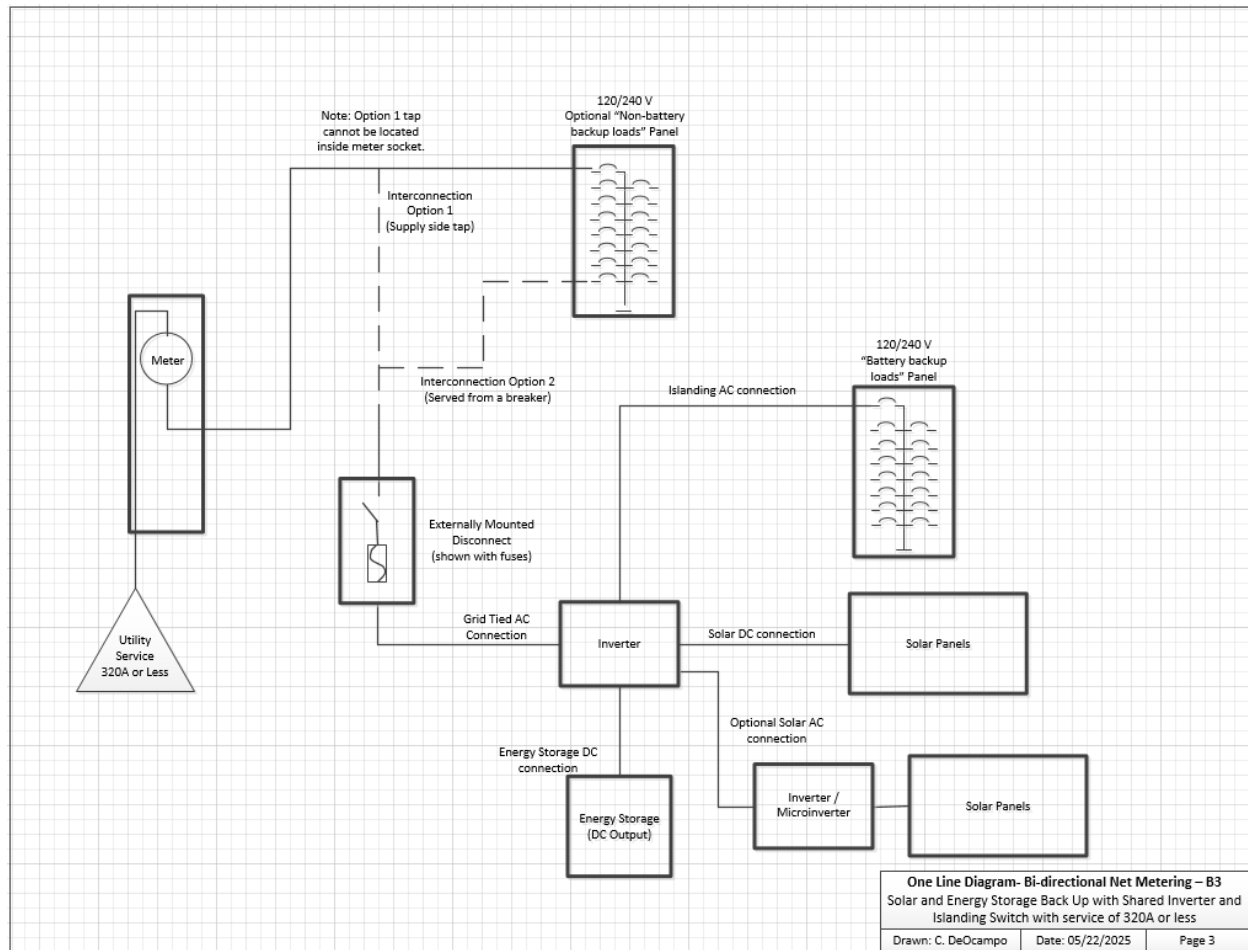 120/240 V
Optional “Non-battery
backup loads” Panel
Note: Option 1 tap
cannot be located
inside meter socket.
Interconnection
Option 1
(Supply side tap)
Meter
Interconnection Option 2
(Served from a breaker)
120/240 V
“Battery backup
loads” Panel
Islanding AC connection
Externally Mounted
Disconnect
(shown with fuses)
Utility
Service
320A or Less
Grid Tied AC
Connection
Inverter
Solar DC connection
Solar Panels
Optional Solar AC
connection
Energy Storage DC
connection
Energy Storage
(DC Output)
Inverter /
Microinverter
Solar Panels
One Line Diagram- Bi-directional Net Metering – B3
Solar and Energy Storage Back Up with Shared Inverter and
Islanding Switch with service of 320A or less
Drawn: C. DeOcampo Date: 05/22/2025 Page 3